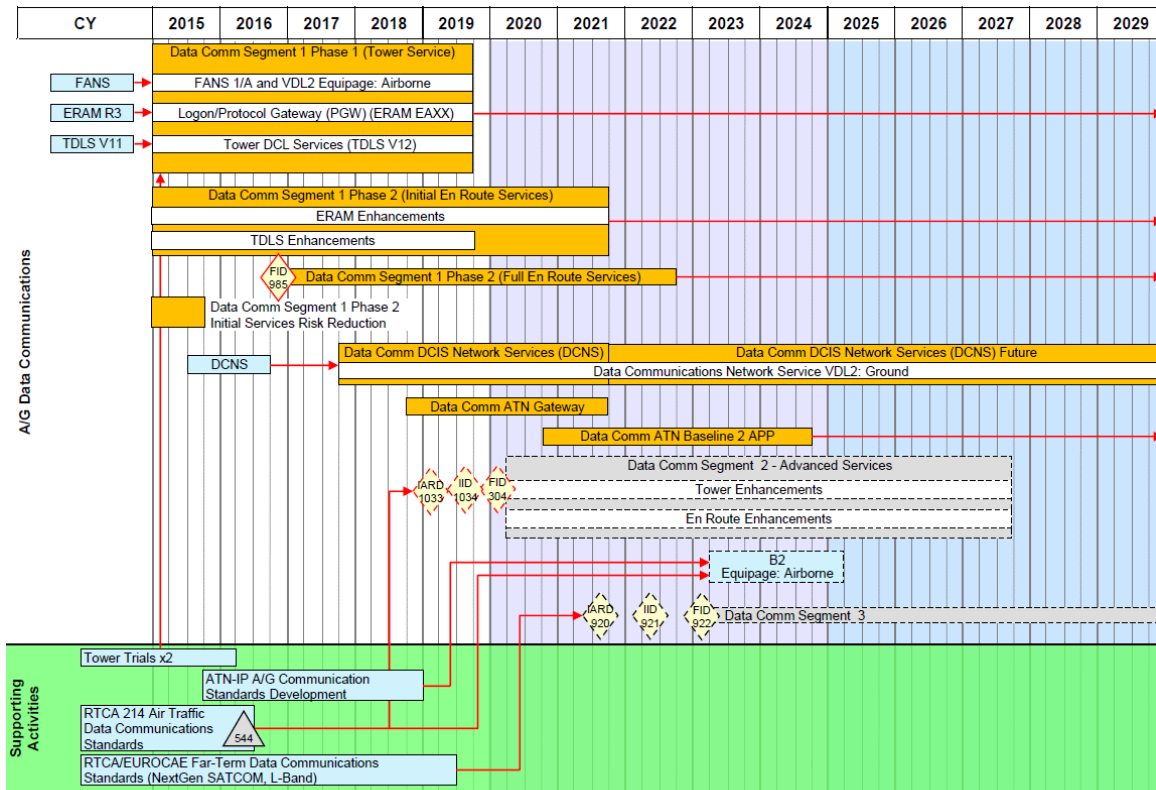 CY 2015 2016 2017 2018 2019 2020 2021 2022 2023 2024 2025 2026 2027 2028 2029
A/G Data Communications
Data Comm Segment 1 Phase 1 (Tower Service)
FANS
FANS 1/A and VDL2 Equipage: Airborne
ERAM R3
Logon/Protocol Gateway (PGW) (ERAM EAXX)
TDLS V11
Tower DCL Services (TDLS V12)
Data Comm Segment 1 Phase 2 (Initial En Route Services)
ERAM Enhancements
TDLS Enhancements
FID
985
Data Comm Segment 1 Phase 2 (Full En Route Services)
Data Comm Segment 1 Phase 2
Initial Services Risk Reduction
DCNS
Data Comm DCIS Network Services (DCNS)
Data Comm DCIS Network Services (DCNS) Future
Data Communications Network Service VDL2: Ground
Data Comm ATN Gateway
Data Comm ATN Baseline 2 APP
IARD
1033
IID
1034
FID
304
Data Comm Segment 2 - Advanced Services
Tower Enhancements
En Route Enhancements
B2
Equipage: Airborne
IARD
920
IID
921
FID
922
Data Comm Segment 3
Supporting
Activities
Tower Trials x2
ATN-IP A/G Communication
Standards Development
RTCA 214 Air Traffic
Data Communications
Standards
544
RTCA/EUROCAE Far-Term Data Communications
Standards (NextGen SATCOM, L-Band)